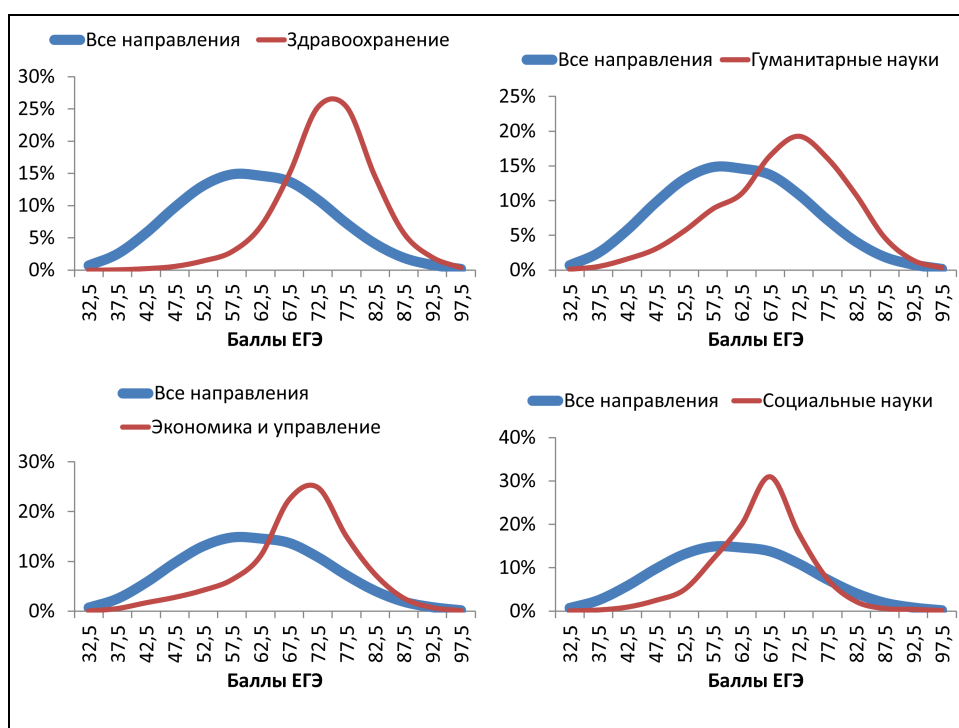 Все направления Здравоохранение
30%
25%
20%
15%
10%
5%
0%
32,5 37,5 42,5 47,5 52,5 57,5 62,5 67,5 72,5 77,5 82,5 87,5 92,5 97,5
Баллы ЕГЭ
Все направления Гуманитарные науки
25%
20%
15%
10%
5%
0%
32,5 37,5 42,5 47,5 52,5 57,5 62,5 67,5 72,5 77,5 82,5 87,5 92,5 97,5
Баллы ЕГЭ
Все направления
Экономика и управление
30%
20%
10%
0%
32,5 37,5 42,5 47,5 52,5 57,5 62,5 67,5 72,5 77,5 82,5 87,5 92,5 97,5
Баллы ЕГЭ
Все направления Социальные науки
40%
30%
20%
10%
0%
32,5 37,5 42,5 47,5 52,5 57,5 62,5 67,5 72,5 77,5 82,5 87,5 92,5 97,5
Баллы ЕГЭ